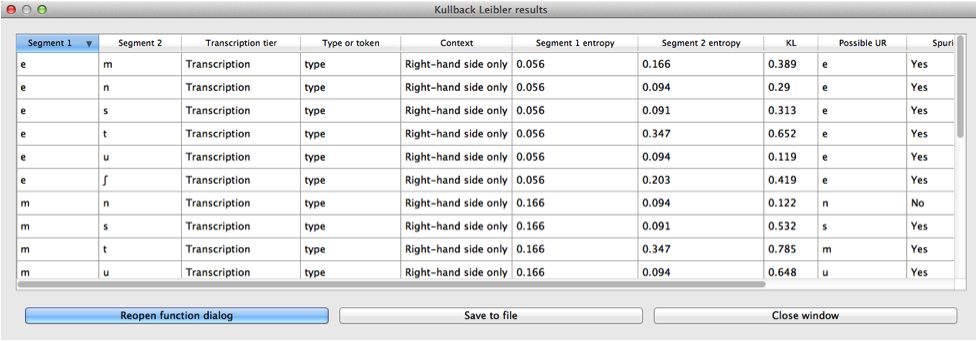 Kullback Leibler results
Segment 1 Segment 2 Transcription tier Type or token Context Segment 1 entropy Segment 2 entropy KL Possible UR Spuri
e m Transcription type Right-hand side only 0.056 0.166 0.389 e Yes
e n Transcription type Right-hand side only 0.056 0.094 0.29 e Yes
e s Transcription type Right-hand side only 0.056 0.091 0.313 e Yes
e t Transcription type Right-hand side only 0.056 0.347 0.652 e Yes
e u Transcription type Right-hand side only 0.056 0.094 0.119 e Yes
e ʃ Transcription type Right-hand side only 0.056 0.203 0.419 e Yes
m n Transcription type Right-hand side only 0.166 0.094 0.122 n No
m s Transcription type Right-hand side only 0.166 0.091 0.532 s Yes
m t Transcription type Right-hand side only 0.166 0.347 0.785 m Yes
m u Transcription type Right-hand side only 0.166 0.094 0.648 u Yes
Reopen function dialog Save to file Close window